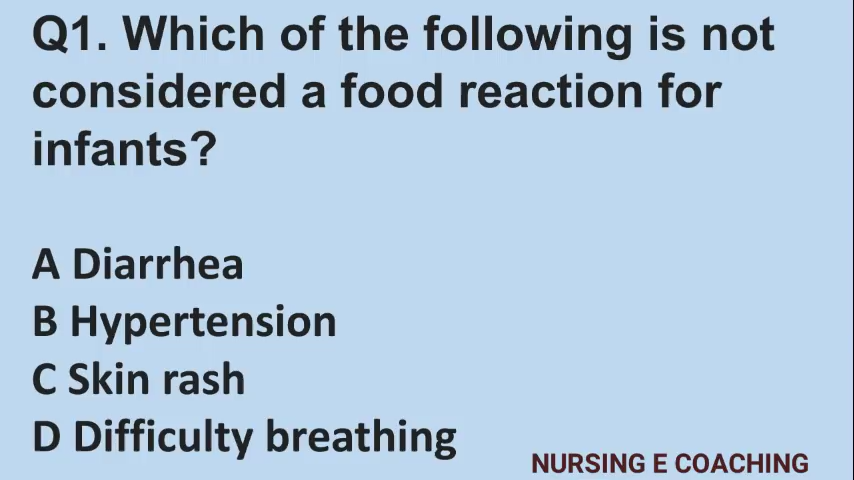 Q1. Which of the following is not
considered a food reaction for
infants?
A Diarrhea
B Hypertension
C Skin rash
D Difficulty breathing
NURSING E COACHING